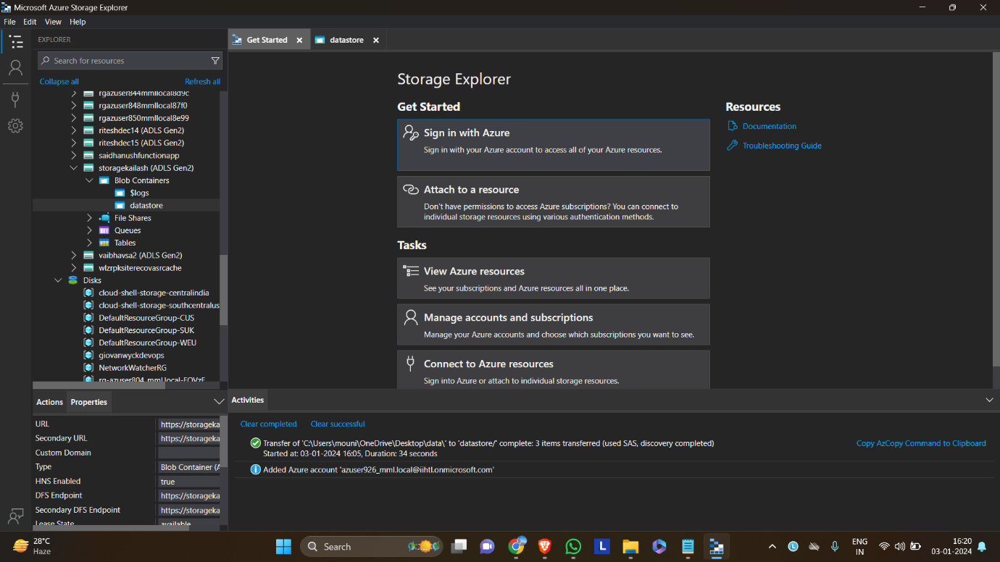 Microsoft Azure Storage Explorer
File Edit View Help
EXPLORER
Search for resources
Collapse all Refresh all
rgazuser844mmllocal8d9c
rgazuser848mmllocal87f0
rgazuser850mmllocal8e99
riteshdec14 (ADLS Gen2)
riteshdec15 (ADLS Gen2)
saidhanushfunctionapp
storagekailash (ADLS Gen2)
Blob Containers
$logs
datastore
File Shares
Queues
Tables
vaibhavsa2 (ADLS Gen2)
wlzrpksiterecovasrcache
Disks
cloud-shell-storage-centralindia
cloud-shell-storage-southcentralus
DefaultResourceGroup-CUS
DefaultResourceGroup-SUK
DefaultResourceGroup-WEU
giovanwyckdevops
NetworkWatcherRG
Actions Properties
URL https://storageka
Secondary URL https://storageka
Custom Domain
Type Blob Container (A
HNS Enabled true
DFS Endpoint https://storageka
Secondary DFS Endpoint https://storageka
Lease State available
Get Started datastore
Storage Explorer
Get Started
Sign in with Azure
Sign in with your Azure account to access all of your Azure resources.
Attach to a resource
Don't have permissions to access Azure subscriptions? You can connect to
individual storage resources using various authentication methods.
Tasks
View Azure resources
See your subscriptions and Azure resources all in one place.
Manage accounts and subscriptions
Manage your Azure accounts and choose which subscriptions you want to see.
Connect to Azure resources
Sign into Azure or attach to individual storage resources.
Resources
Documentation
Troubleshooting Guide
Activities
Clear completed Clear successful
Transfer of 'C:\Users\mouni\OneDrive\Desktop\data\' to 'datastore/' complete: 3 items transferred (used SAS, discovery completed)
Started at: 03-01-2024 16:05, Duration: 34 seconds
Copy AzCopy Command to Clipboard
Added Azure account 'azuser926_mml.local@iihtl.onmicrosoft.com'
28°C
Haze
Search
L
ENG
IN
16:20
03-01-2024